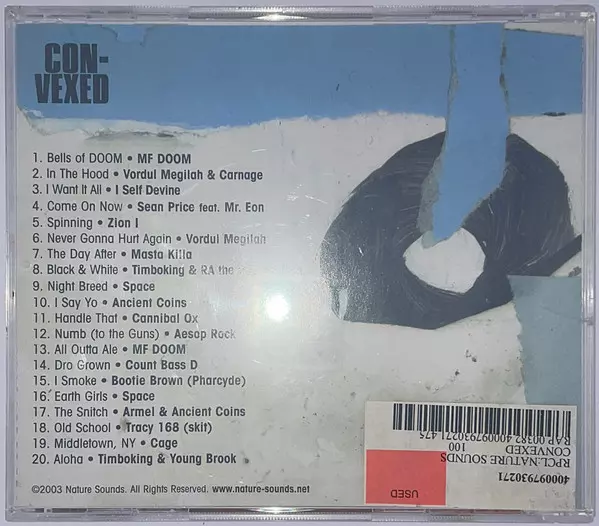 CON-
VEXED
1. Bells of DOOM • MF DOOM
2. In The Hood • Vordul Megilah & Carnage
3. I Want It All • I Self Devine
4. Come On Now • Sean Price feat. Mr. Eon
5. Spinning • Zion I
6. Never Gonna Hurt Again • Vordul Megilah
7. The Day After • Masta Killa
8. Black & White • Timboking & RA the
9. Night Breed • Space
10. I Say Yo • Ancient Coins
11. Handle That • Cannibal Ox
12. Numb (to the Guns) • Aesop Rock
13. All Outta Ale • MF DOOM
14. Dro Grown • Count Bass D
15. I Smoke • Bootie Brown (Pharcyde)
16. Earth Girls • Space
17. The Snitch • Armel & Ancient Coins
18. Old School • Tracy 168 (skit)
19. Middletown, NY • Cage
20. Aloha • Timboking & Young Brook
©2003 Nature Sounds. All Rights Reserved. www.nature-sounds.net
400097930271
RPCL:NATURE SOUNDS
100
CONVEXED
RAP 00382 400097930271 475
USED